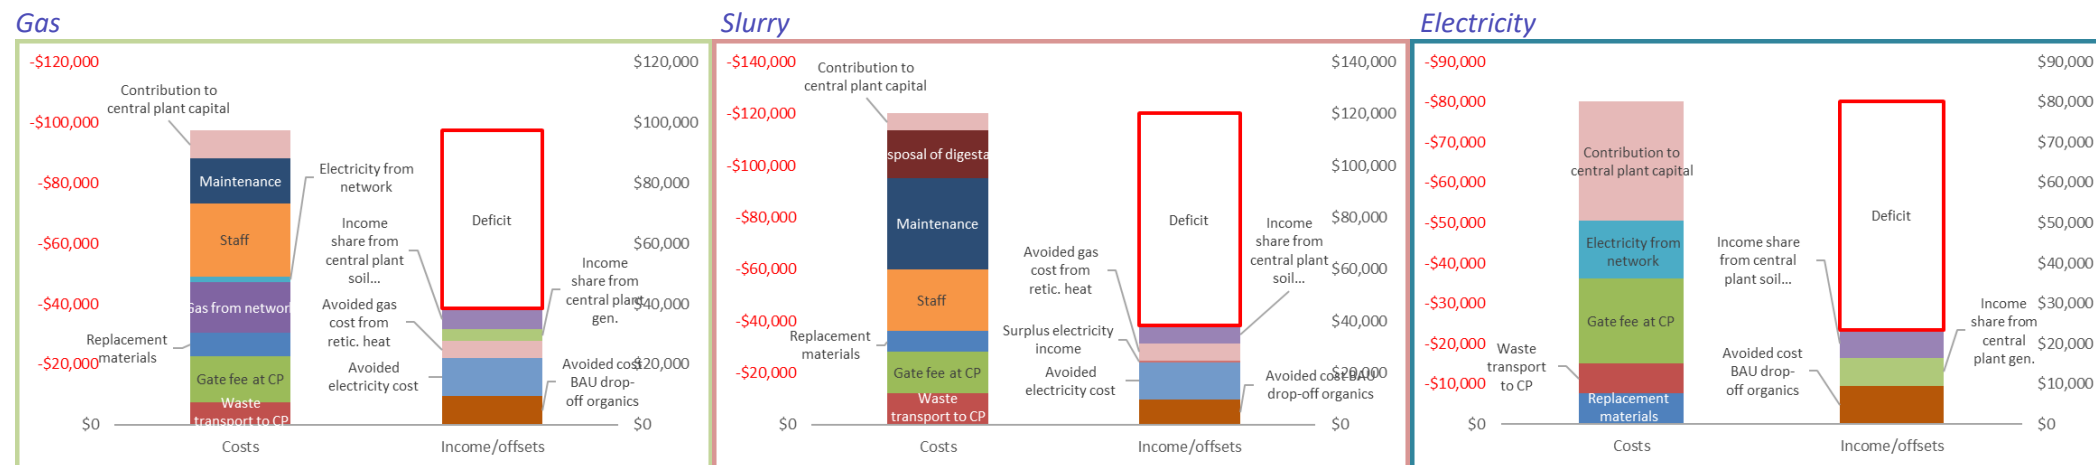 Gas
-$120,000
-$100,000
-$80,000
-$60,000
-$40,000
-$20,000
$0
Contribution to
central plant capital
Maintenance
Staff
Gas from network
Replacement
materials
Gate fee at CP
Waste
transport to CP
Costs
Electricity from
network
Income
share from
central plant
soil...
Avoided gas
cost from
retic. heat
Avoided
electricity cost
Deficit
Income
share from
central plant
gen.
Avoided cost
BAU drop-
off organics
Income/offsets
$120,000
$100,000
$80,000
$60,000
$40,000
$20,000
$0
Slurry
-$140,000
-$120,000
-$100,000
-$80,000
-$60,000
-$40,000
-$20,000
$0
Contribution to
central plant capital
sposal of digesta
Maintenance
Staff
Replacement
materials
Gate fee at CP
Waste
transport to CP
Costs
Avoided gas
cost from
retic. heat
Surplus electricity
income
Avoided
electricity cost
Deficit
Income
share from
central plant
soil...
Avoided cost BAU
drop-off organics
Income/offsets
$140,000
$120,000
$100,000
$80,000
$60,000
$40,000
$20,000
$0
Electricity
-$90,000
-$80,000
-$70,000
-$60,000
-$50,000
-$40,000
-$30,000
-$20,000
-$10,000
$0
Contribution to
central plant capital
Electricity from
network
Gate fee at CP
Waste
transport
to CP
Replacement
materials
Costs
Income share
from central
plant soil...
Avoided cost
BAU drop-
off organics
Deficit
Income
share from
central
plant gen.
Income/offsets
$90,000
$80,000
$70,000
$60,000
$50,000
$40,000
$30,000
$20,000
$10,000
$0